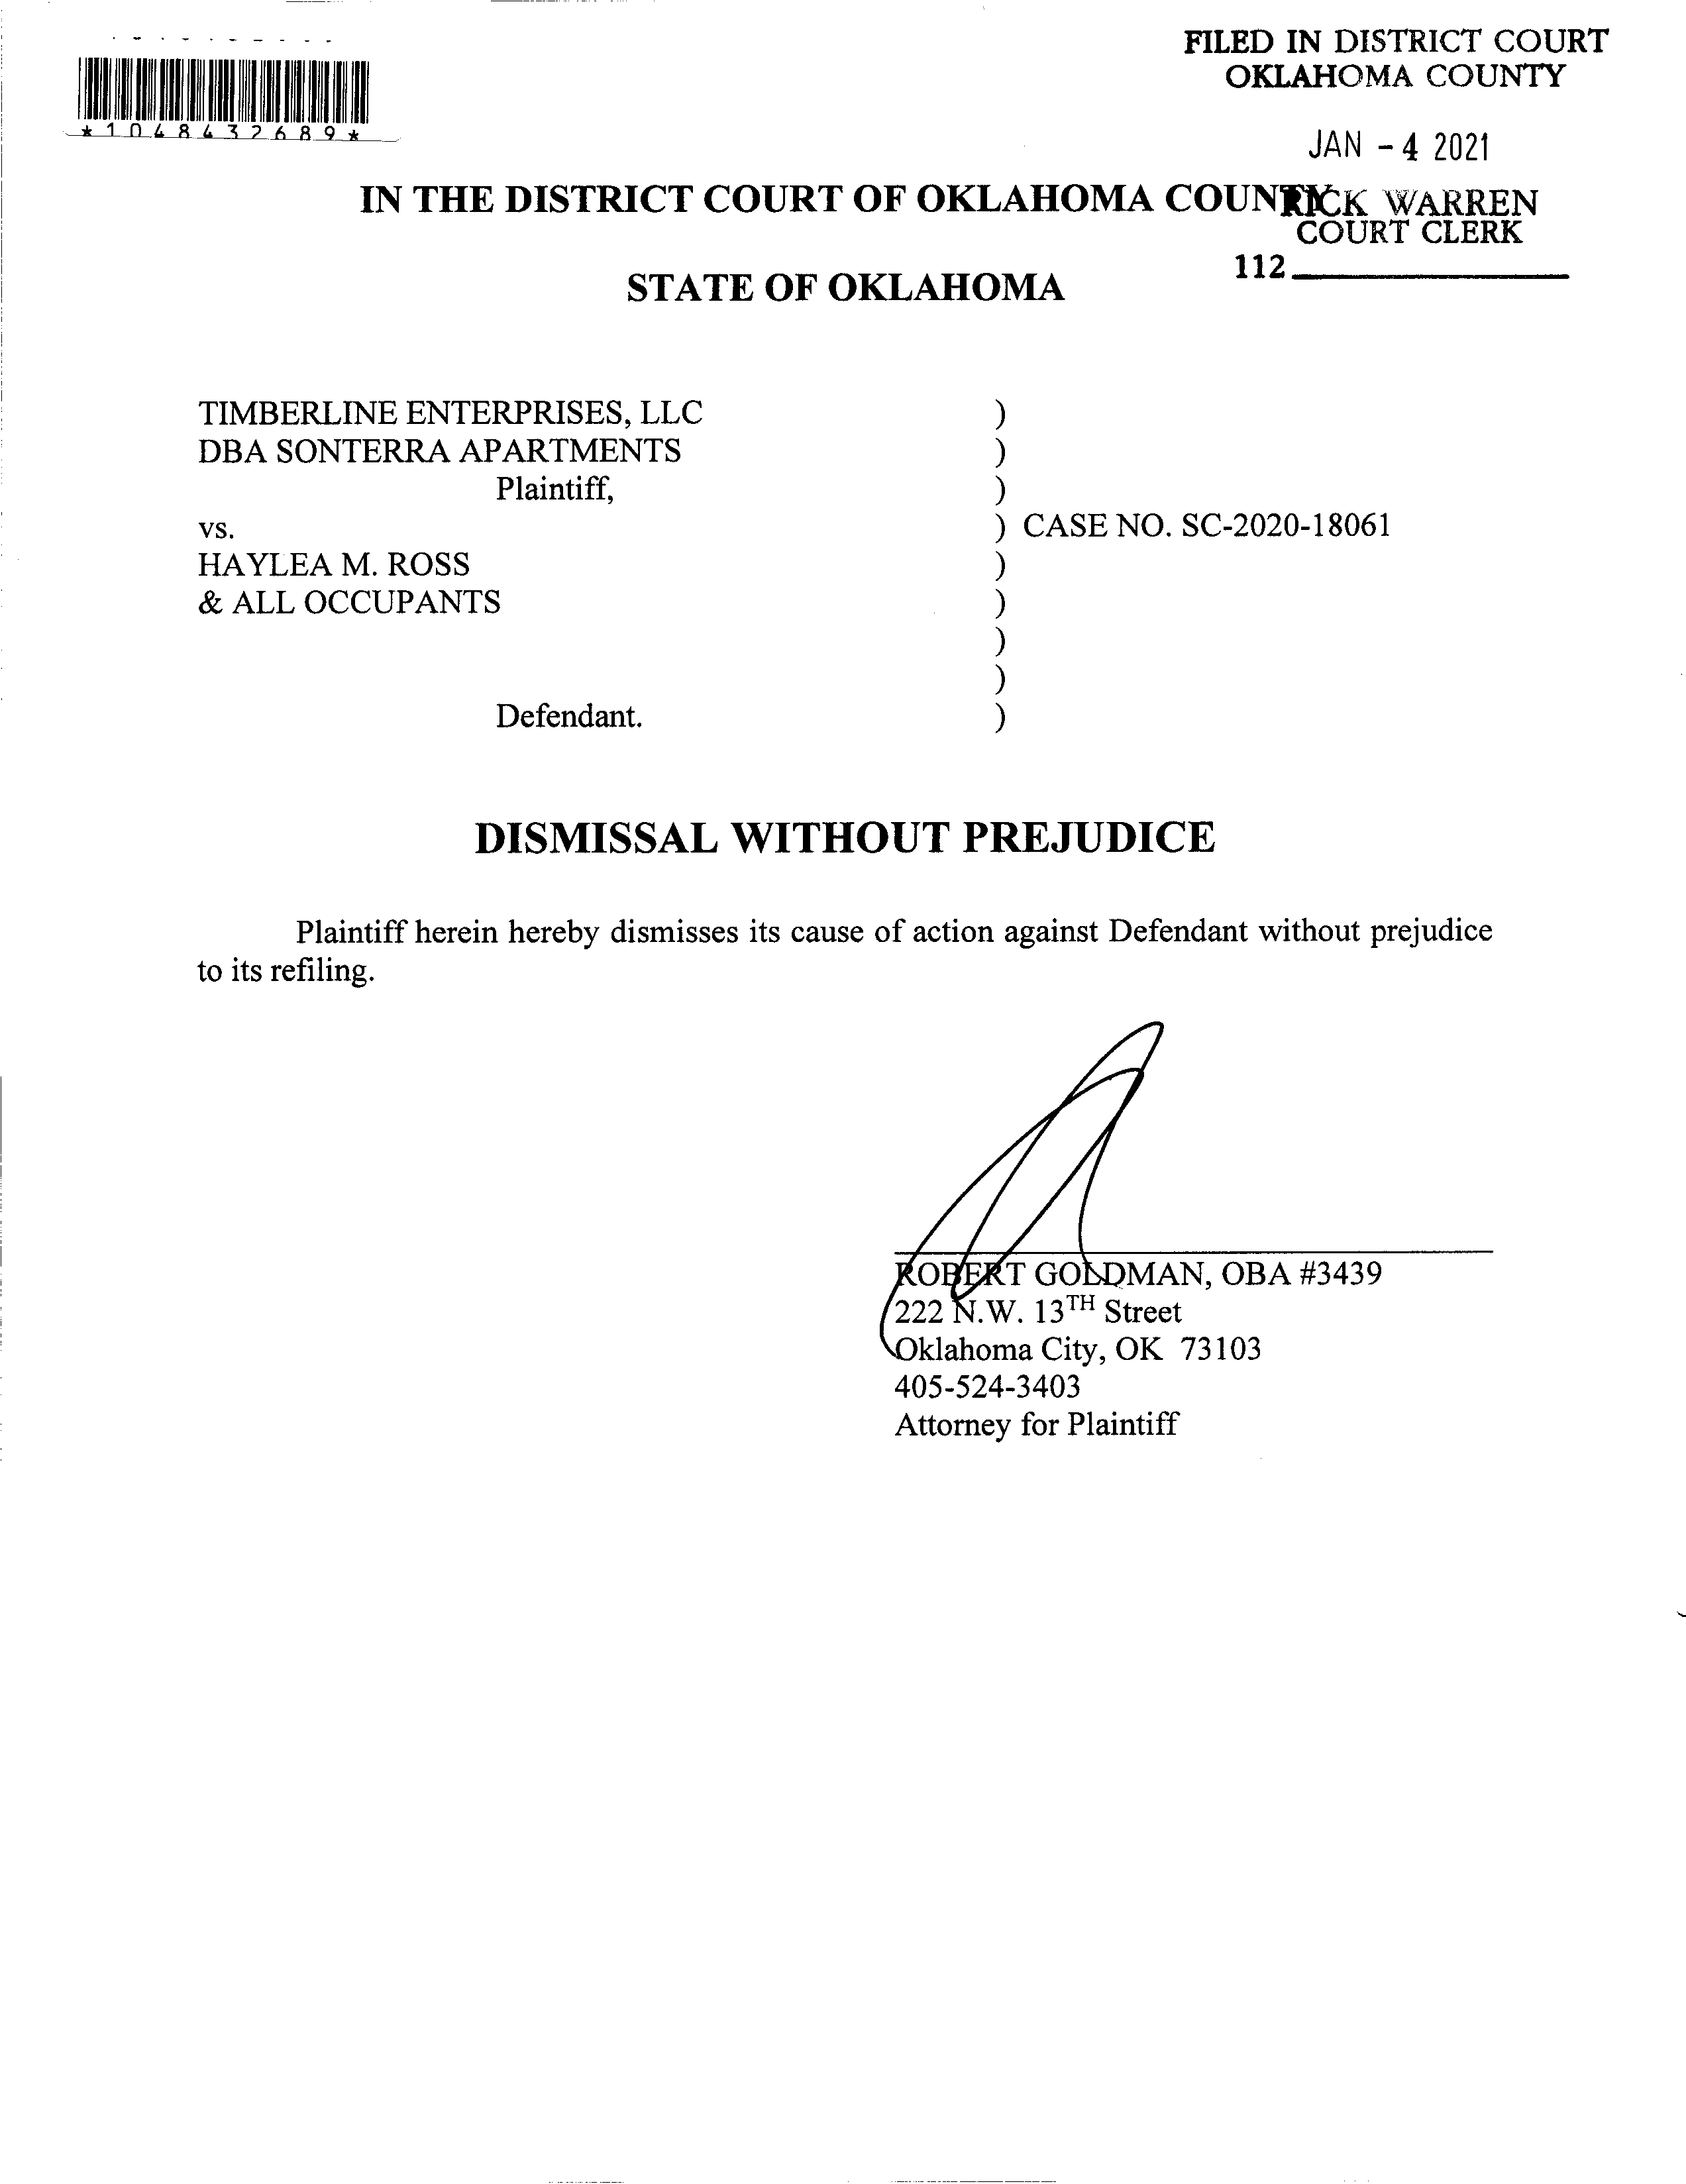 FILED IN DISTRICT COURT
OKLAHOMA COUNTY
*1048432689*
JAN - 4 2021
IN THE DISTRICT COURT OF OKLAHOMA COUNTY
RICK WARREN
COURT CLERK
112
STATE OF OKLAHOMA
TIMBERLINE ENTERPRISES, LLC )
DBA SONTERRA APARTMENTS )
Plaintiff, )
vs. ) CASE NO. SC-2020-18061
HAYLEA M. ROSS )
& ALL OCCUPANTS )
)
)
Defendant. )
DISMISSAL WITHOUT PREJUDICE
Plaintiff herein hereby dismisses its cause of action against Defendant without prejudice
to its refiling.
ROBERT GOLDMAN, OBA #3439
222 N.W. 13TH Street
Oklahoma City, OK 73103
405-524-3403
Attorney for Plaintiff